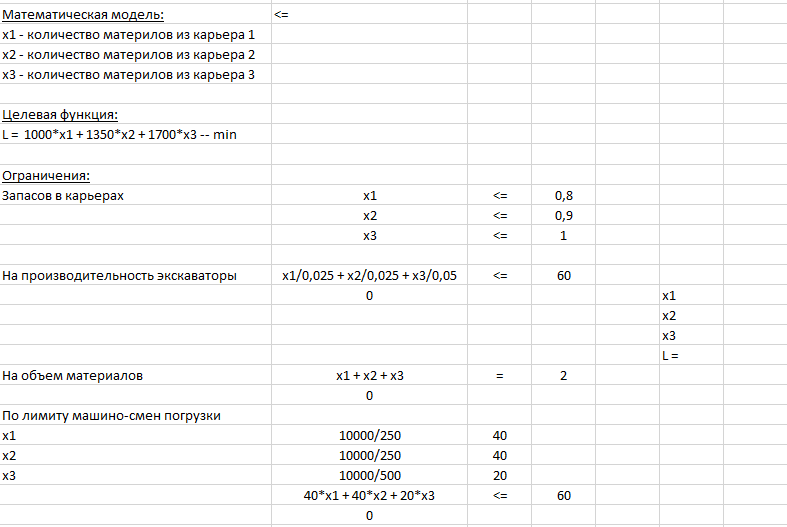 Математическая модель: <=
x1 - количество материлов из карьера 1
x2 - количество материлов из карьера 2
x3 - количество материлов из карьера 3
Целевая функция:
L = 1000*x1 + 1350*x2 + 1700*x3 -- min
Ограничения:
Запасов в карьерах x1 <= 0,8
x2 <= 0,9
x3 <= 1
На производительность экскаваторы x1/0,025 + x2/0,025 + x3/0,05 <= 60
0 x1
x2
x3
L =
На объем материалов x1 + x2 + x3 = 2
0
По лимиту машино-смен погрузки
x1 10000/250 40
x2 10000/250 40
x3 10000/500 20
40*x1 + 40*x2 + 20*x3 <= 60
0